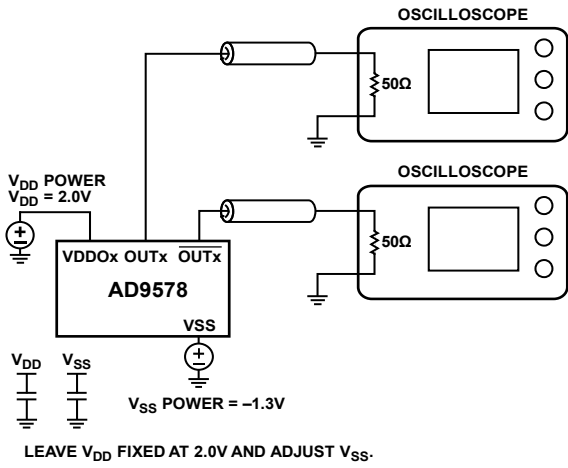 OSCILLOSCOPE
50Ω
OSCILLOSCOPE
50Ω
VDD POWER
VDD = 2.0V
VDDOx OUTx OUTx
AD9578
VSS
VDD VSS
VSS POWER = –1.3V
LEAVE VDD FIXED AT 2.0V AND ADJUST VSS.